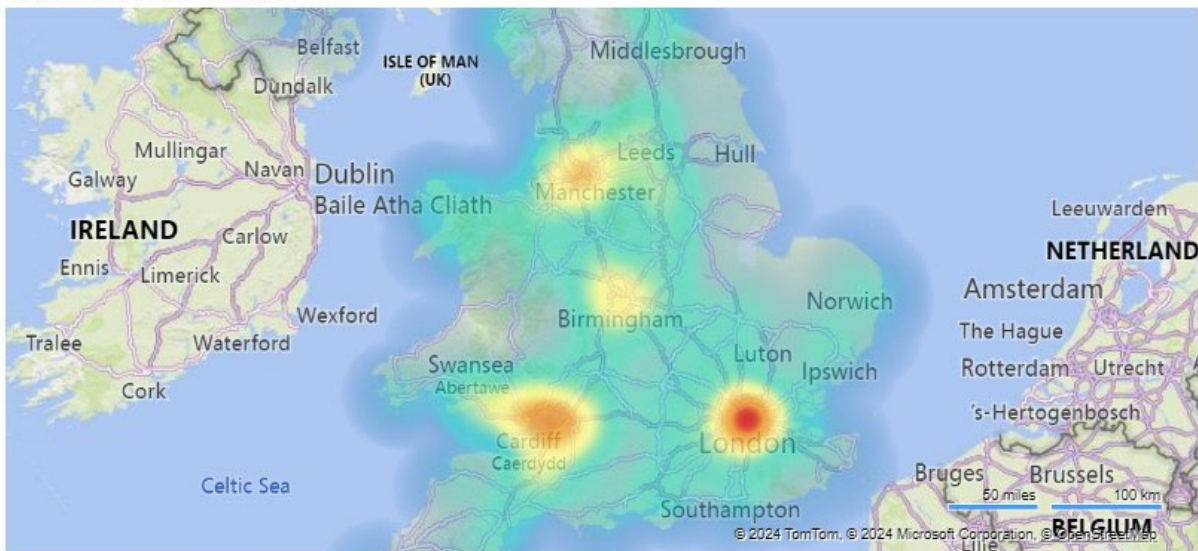 Belfast
ISLE OF MAN
(UK)
Middlesbrough
Dundalk
Mullingar
Navan
Dublin
Baile Atha Cliath
Galway
Leeds
Hull
Manchester
IRELAND
Carlow
Ennis
Limerick
Wexford
Tralee
Waterford
Cork
Birmingham
Norwich
Swansea
Abertawe
Luton
Ipswich
Cardiff
Caerdydd
London
Southampton
Celtic Sea
Leeuwarden
NETHERLAND
Amsterdam
The Hague
Rotterdam
Utrecht
's-Hertogenbosch
Bruges
Brussels
50 miles
100 km
BELGIUM
Lille
© 2024 TomTom, © 2024 Microsoft Corporation, © OpenStreetMap